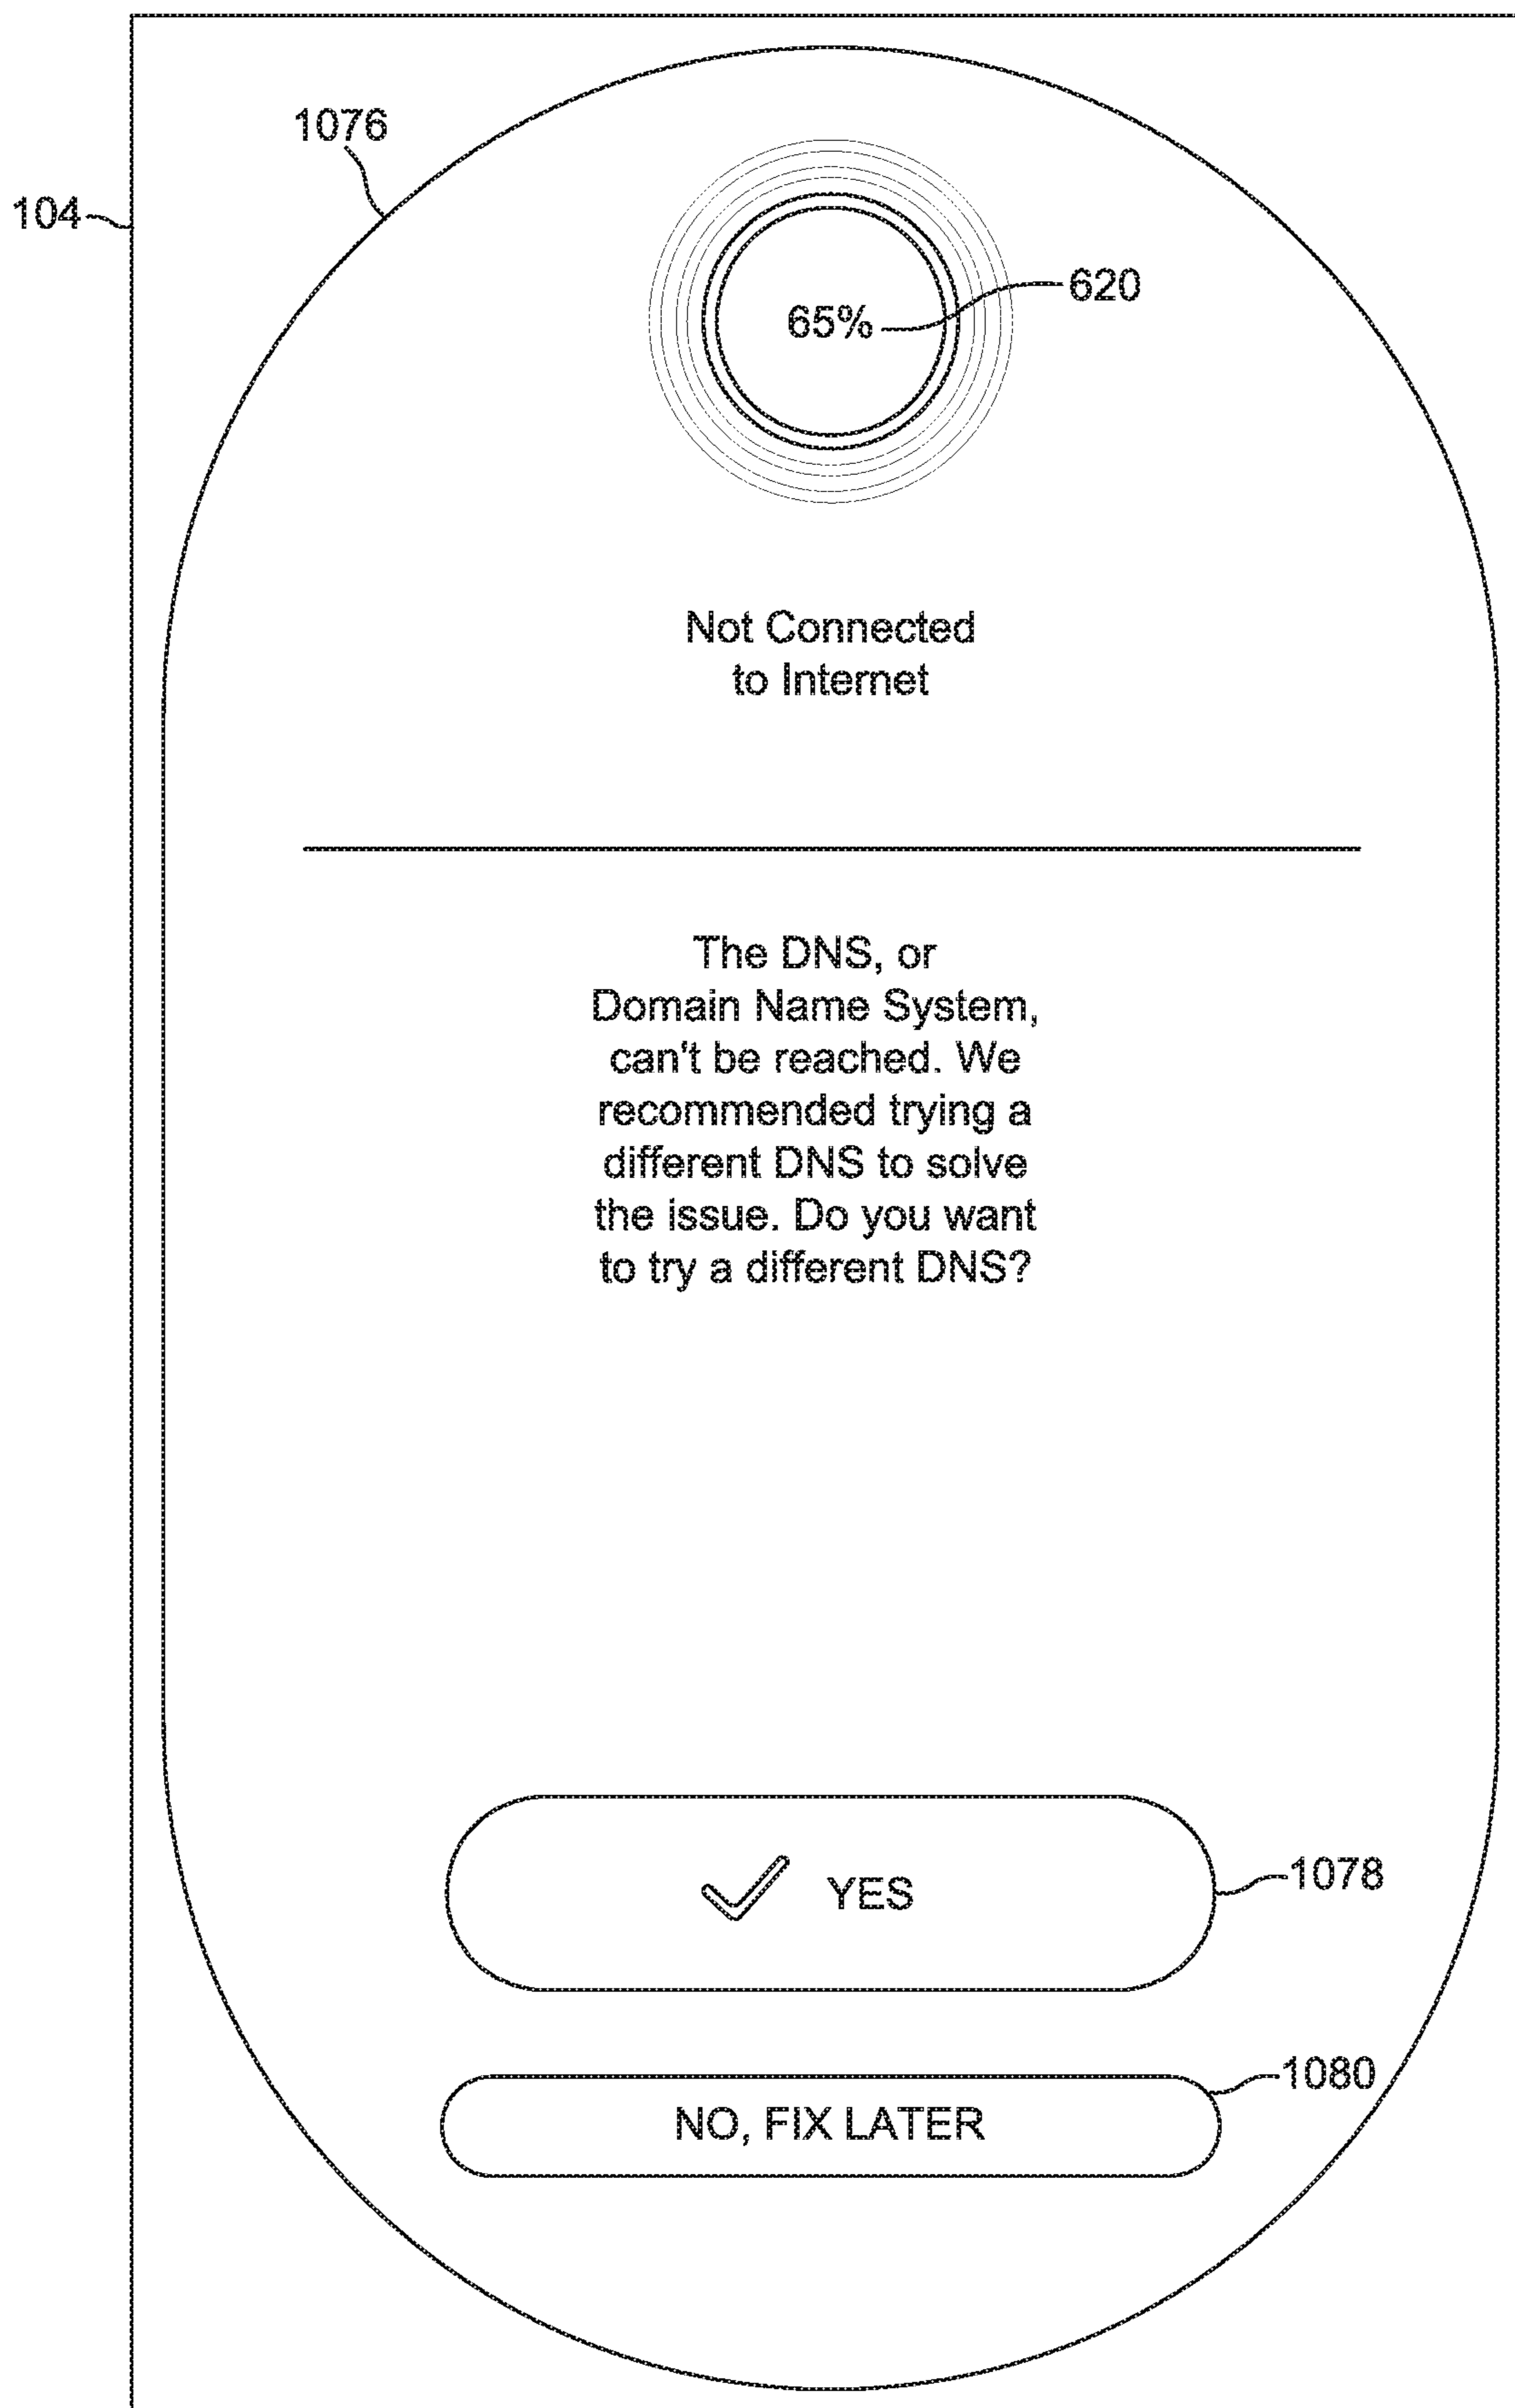 1076
104
620
65%
Not Connected
to Internet
The DNS, or
Domain Name System,
can't be reached. We
recommended trying a
different DNS to solve
the issue. Do you want
to try a different DNS?
YES
1078
1080
NO, FIX LATER